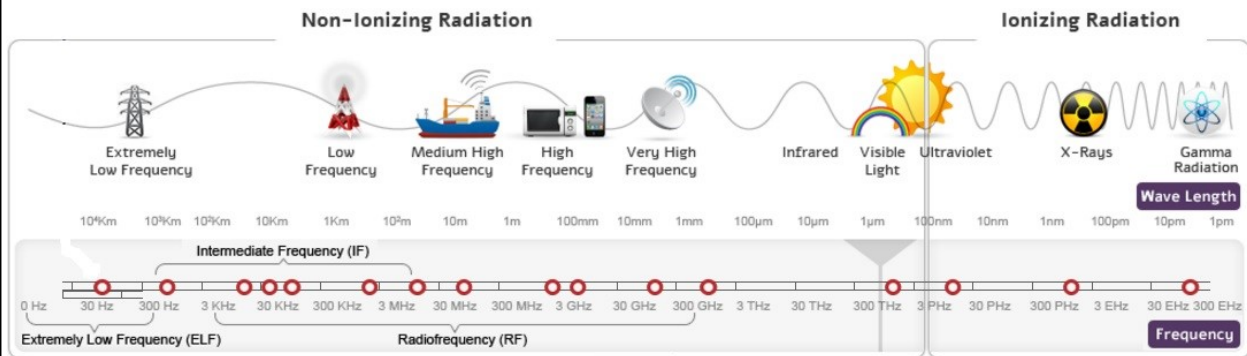 Non-Ionizing Radiation
Ionizing Radiation
Extremely
Low Frequency
Low
Frequency
Medium High
Frequency
High
Frequency
Very High
Frequency
Infrared
Visible
Light
Ultraviolet
X-Rays
Gamma
Radiation
Wave Length
10⁴Km 10³Km 10²Km 10Km 1Km 10²m 10m 1m 100mm 10mm 1mm 100µm 10µm 1µm 100nm 10nm 1nm 100pm 10pm 1pm
Intermediate Frequency (IF)
0 Hz 30 Hz 300 Hz 3 KHz 30 KHz 300 KHz 3 MHz 30 MHz 300 MHz 3 GHz 30 GHz 300 GHz 3 THz 30 THz 300 THz 3 PHz 30 PHz 300 PHz 3 EHz 30 EHz 300 EHz
Extremely Low Frequency (ELF)
Radiofrequency (RF)
Frequency